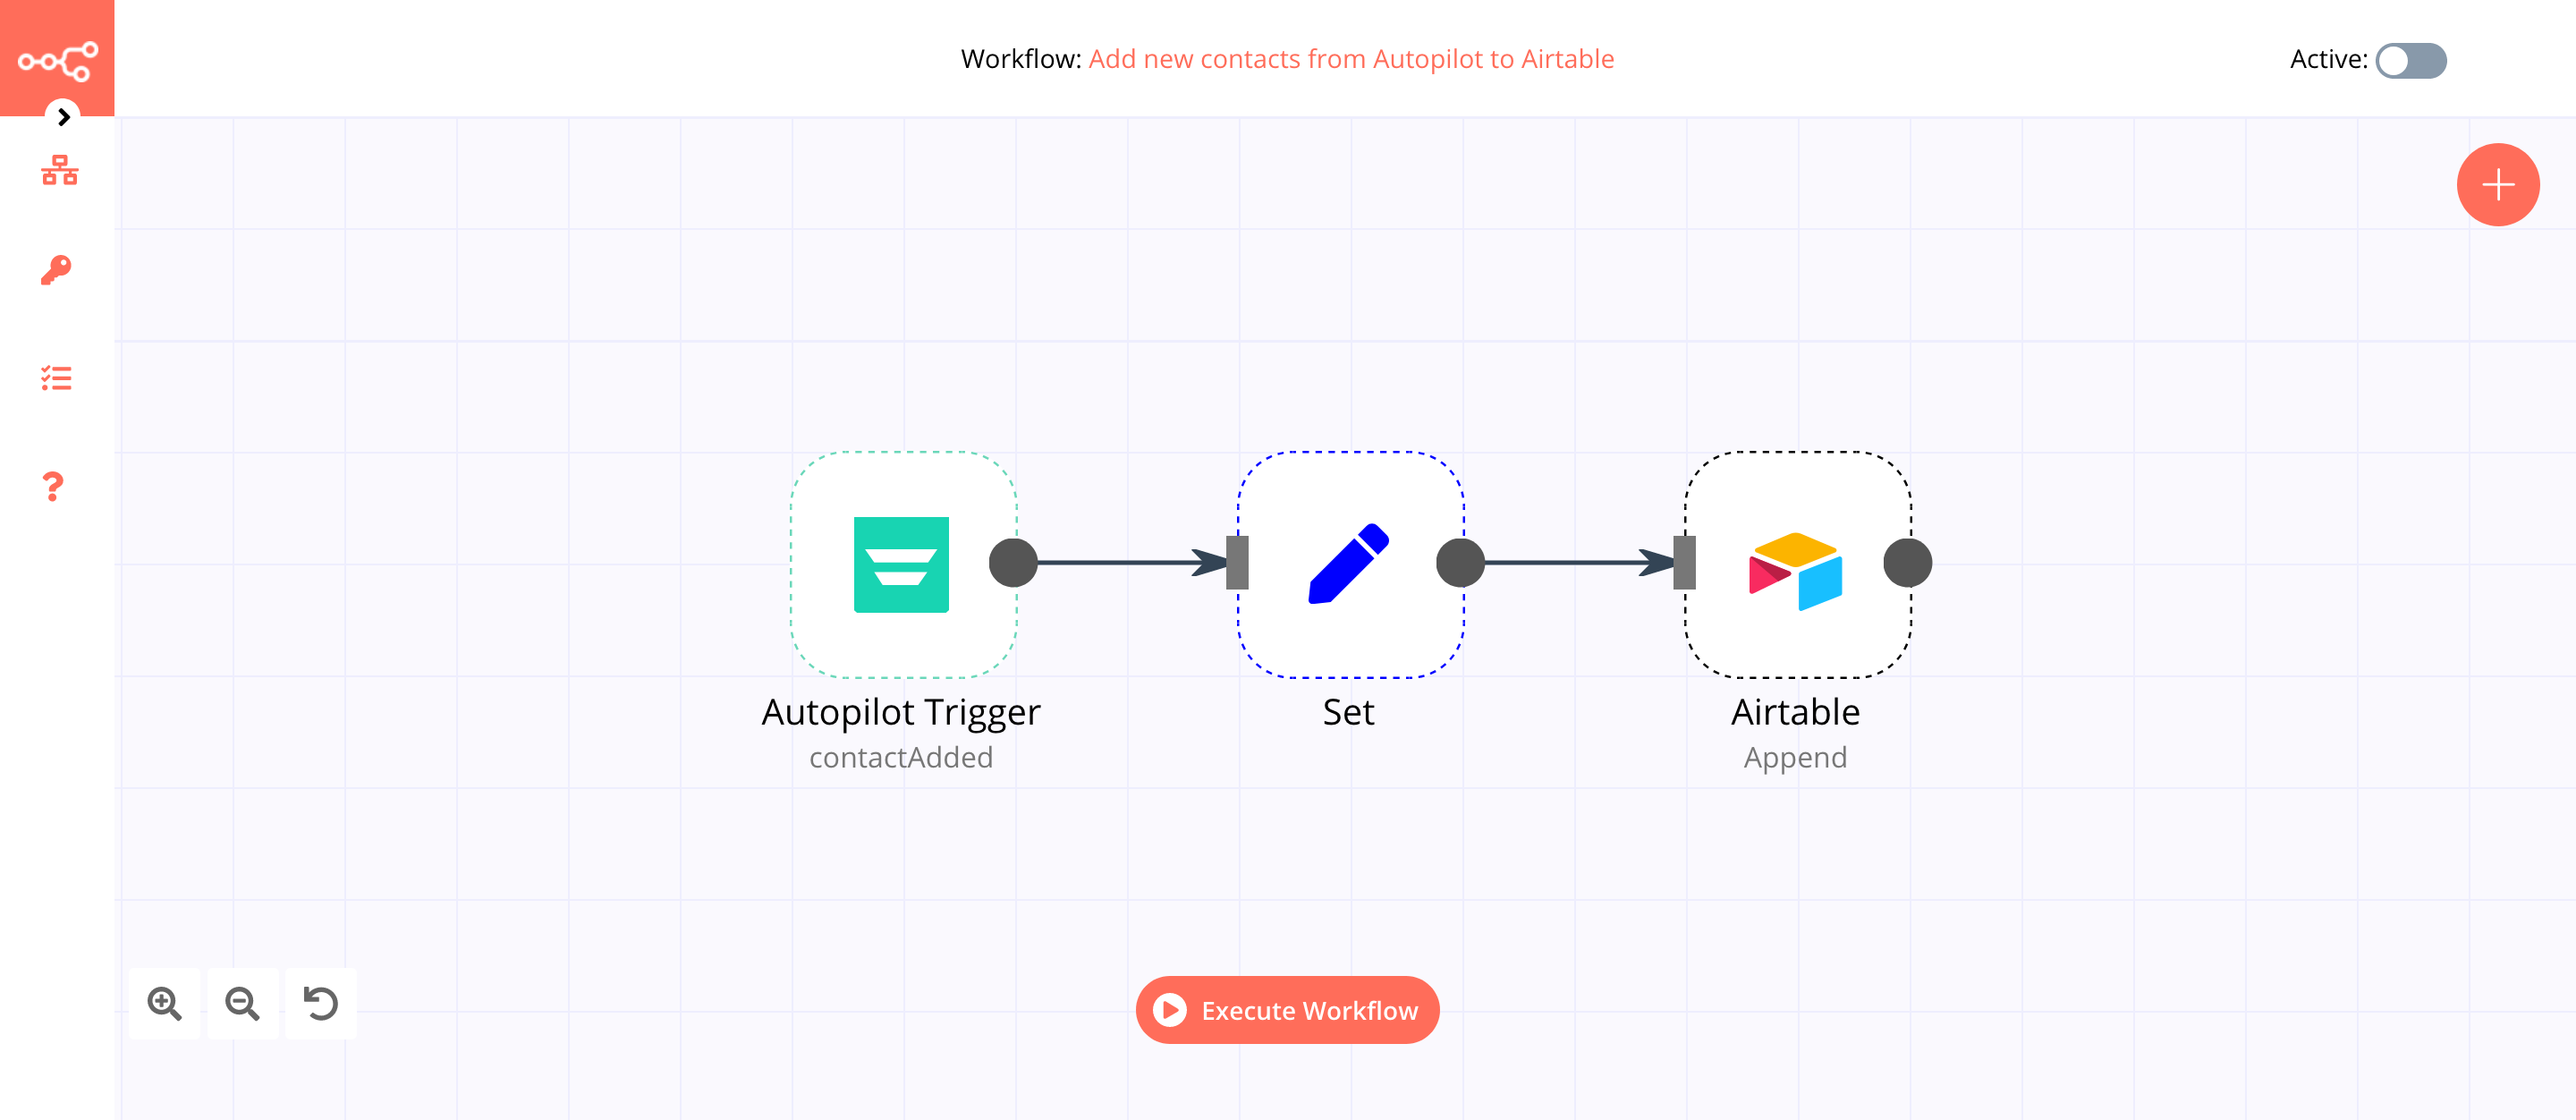 Workflow: Add new contacts from Autopilot to Airtable
Active:
Autopilot Trigger
contactAdded
Set
Airtable
Append
Execute Workflow